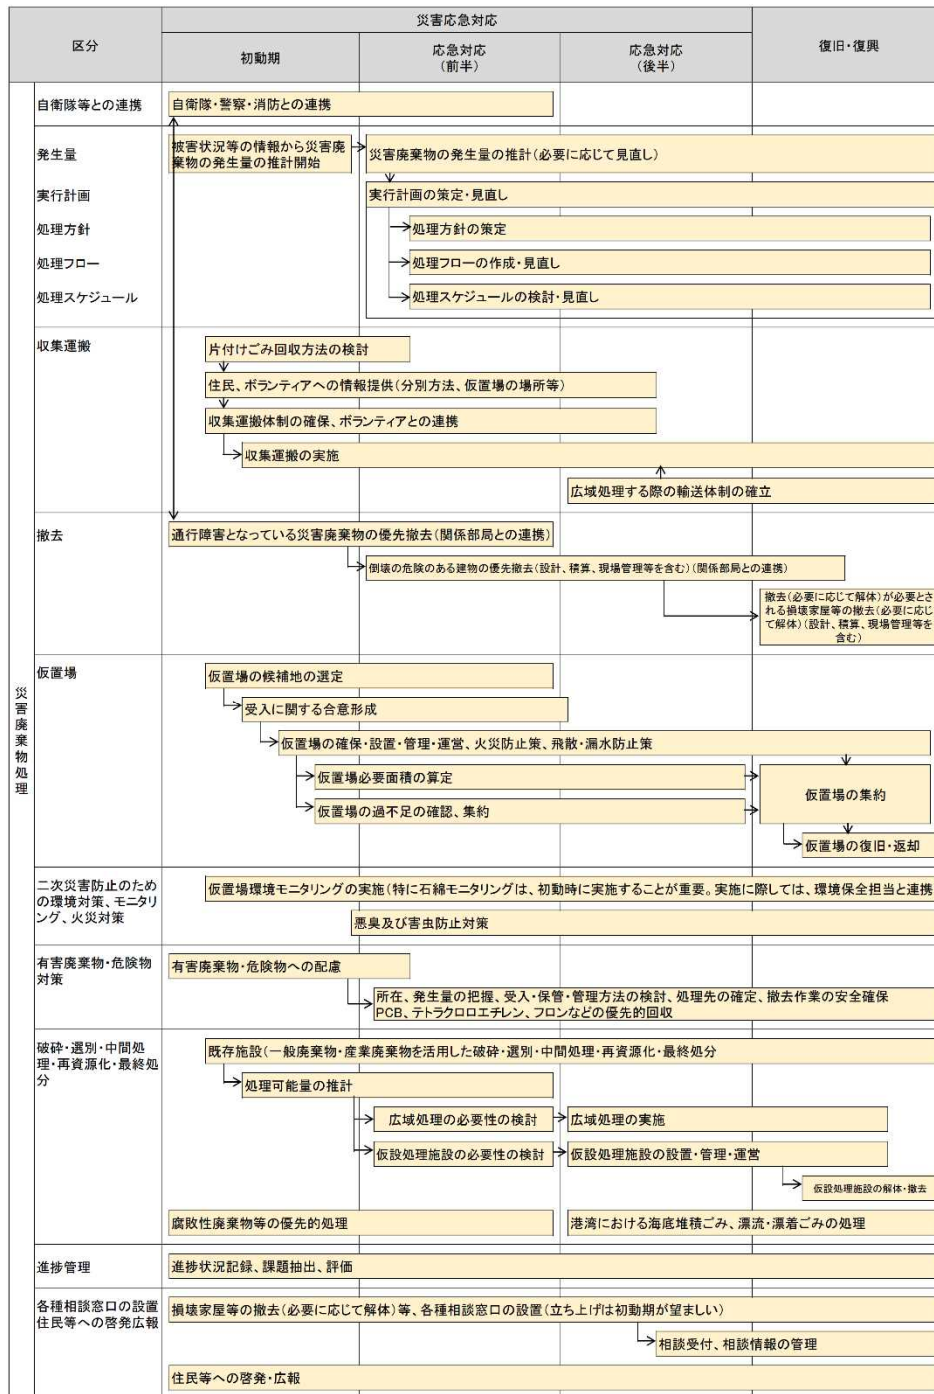 区分
災害応急対応
復旧・復興
初動期
応急対応
(前半)
応急対応
(後半)
災害廃棄物処理
自衛隊等との連携
自衛隊・警察・消防との連携
発生量
被害状況等の情報から災害廃
棄物の発生量の推計開始
災害廃棄物の発生量の推計(必要に応じて見直し)
実行計画
実行計画の策定・見直し
処理方針
処理方針の策定
処理フロー
処理フローの作成・見直し
処理スケジュール
処理スケジュールの検討・見直し
収集運搬
片付けごみ回収方法の検討
住民、ボランティアへの情報提供(分別方法、仮置場の場所等)
収集運搬体制の確保、ボランティアとの連携
収集運搬の実施
広域処理する際の輸送体制の確立
撤去
通行障害となっている災害廃棄物の優先撤去(関係部局との連携)
倒壊の危険のある建物の優先撤去(設計、積算、現場管理等を含む)(関係部局との連携)
撤去(必要に応じて解体)が必要とさ
れる損壊家屋等の撤去(必要に応じ
て解体)(設計、積算、現場管理等を
含む)
仮置場
仮置場の候補地の選定
受入に関する合意形成
仮置場の確保・設置・管理・運営、火災防止策、飛散・漏水防止策
仮置場必要面積の算定
仮置場の過不足の確認、集約
仮置場の集約
仮置場の復旧・返却
二次災害防止のため
の環境対策、モニタリ
ング、火災対策
仮置場環境モニタリングの実施(特に石綿モニタリングは、初動時に実施することが重要。実施に際しては、環境保全担当と連携
悪臭及び害虫防止対策
有害廃棄物・危険物
対策
有害廃棄物・危険物への配慮
所在、発生量の把握、受入・保管・管理方法の検討、処理先の確定、撤去作業の安全確保
PCB、テトラクロロエチレン、フロンなどの優先的回収
破砕・選別・中間処
理・再資源化・最終処
分
既存施設(一般廃棄物・産業廃棄物を活用した破砕・選別・中間処理・再資源化・最終処分
処理可能量の推計
広域処理の必要性の検討
広域処理の実施
仮設処理施設の必要性の検討
仮設処理施設の設置・管理・運営
仮設処理施設の解体・撤去
腐敗性廃棄物等の優先的処理
港湾における海底堆積ごみ、漂流・漂着ごみの処理
進捗管理
進捗状況記録、課題抽出、評価
各種相談窓口の設置
住民等への啓発広報
損壊家屋等の撤去(必要に応じて解体)等、各種相談窓口の設置(立ち上げは初動期が望ましい)
相談受付、相談情報の管理
住民等への啓発・広報